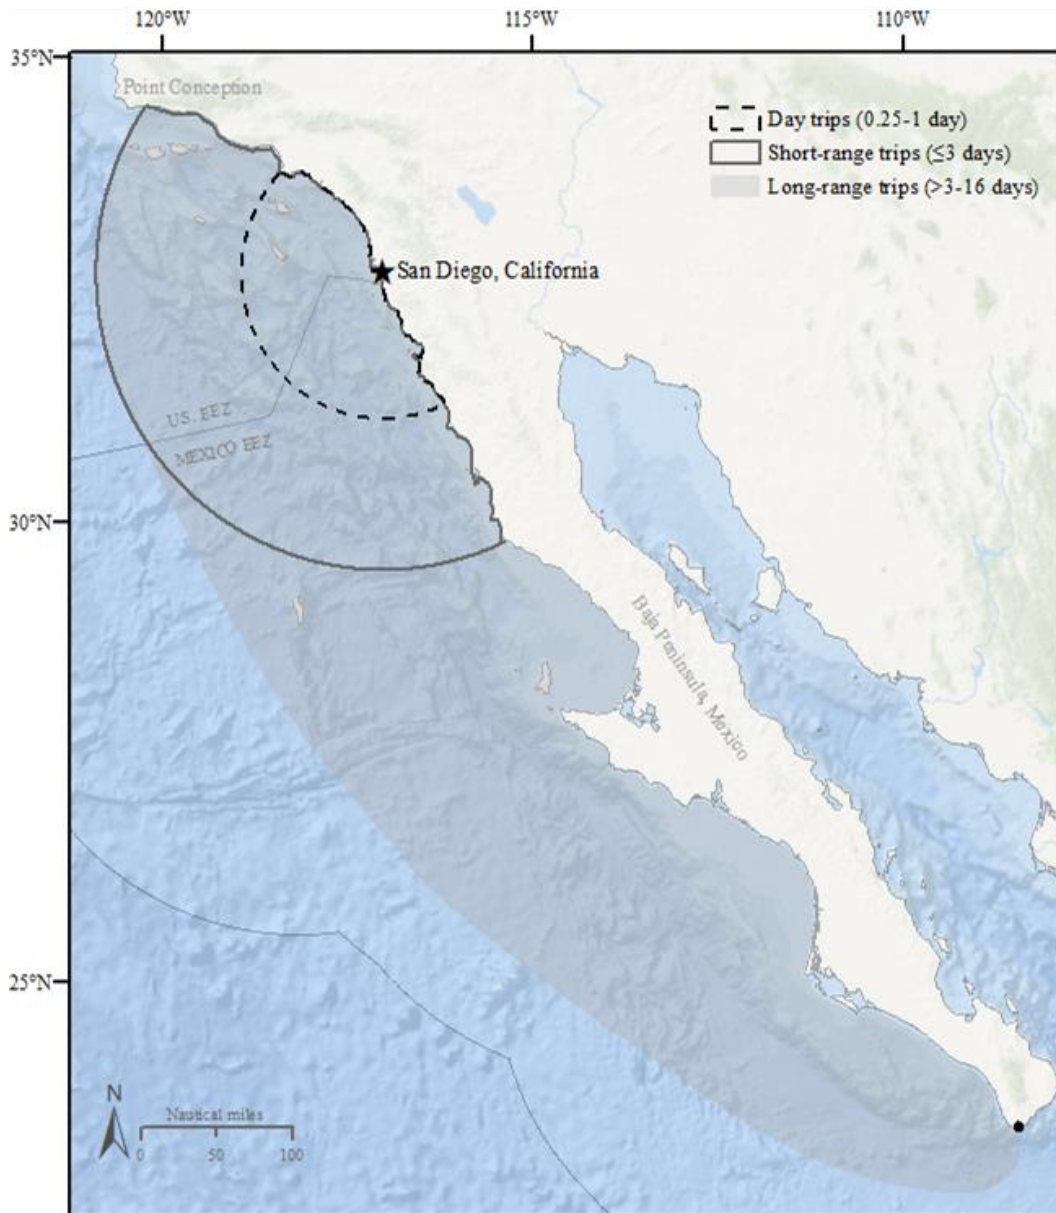 120°W
115°W
110°W
35°N
Point Conception
Day trips (0.25-1 day)
Short-range trips (≤3 days)
Long-range trips (>3-16 days)
San Diego, California
U.S. EEZ
MEXICO EEZ
30°N
Baja Peninsula, Mexico
25°N
N
Nautical miles
0
50
100